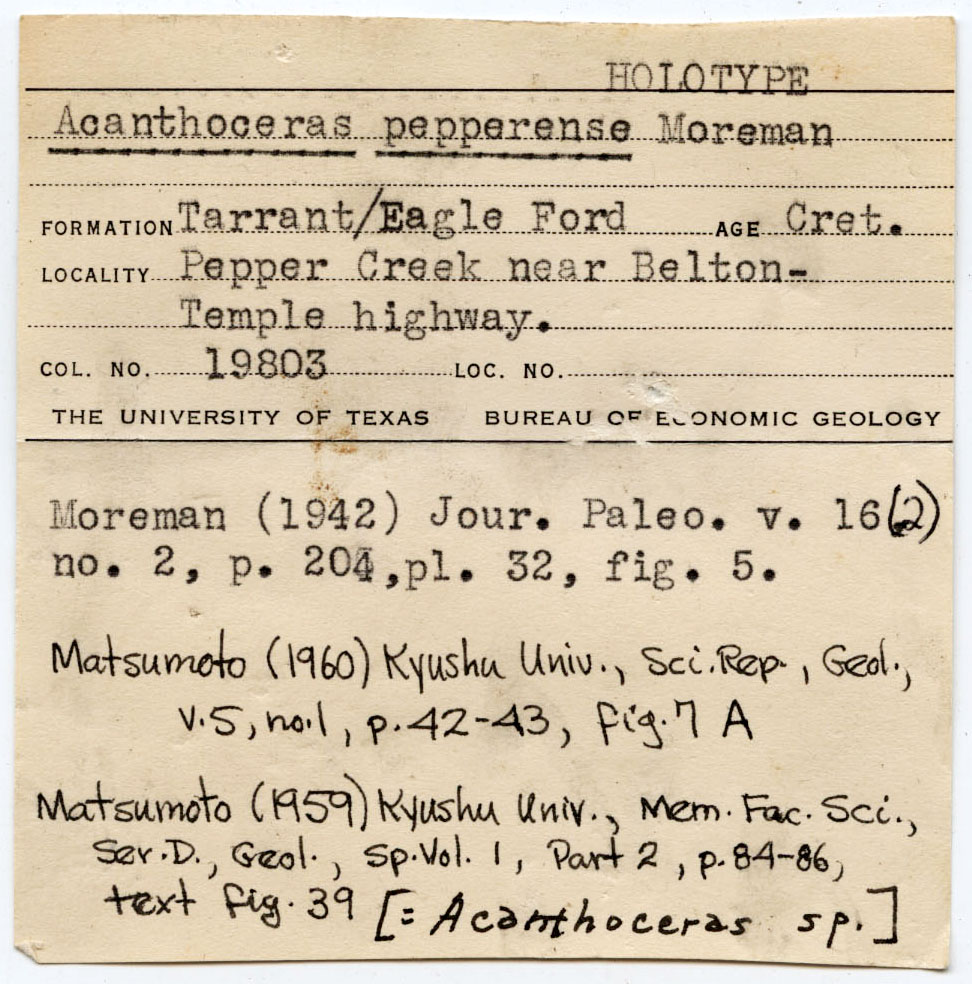 HOLOTYPE
Acanthoceras pepperense Moreman
FORMATION Tarrant/Eagle Ford AGE Cret.
LOCALITY Pepper Creek near Belton-
Temple highway.
COL. NO. 19803 LOC. NO.
THE UNIVERSITY OF TEXAS BUREAU OF ECONOMIC GEOLOGY
Moreman (1942) Jour. Paleo. v. 16(2)
no. 2, p. 204,pl. 32, fig. 5.
Matsumoto (1960) Kyushu Univ., Sci. Rep., Geol.,
v.5, no.1, p.42-43, fig.7 A
Matsumoto (1959) Kyushu Univ., Mem. Fac. Sci.,
Ser. D., Geol., sp. Vol. 1, Part 2, p.84-86,
text fig. 39 [= Acanthoceras sp.]